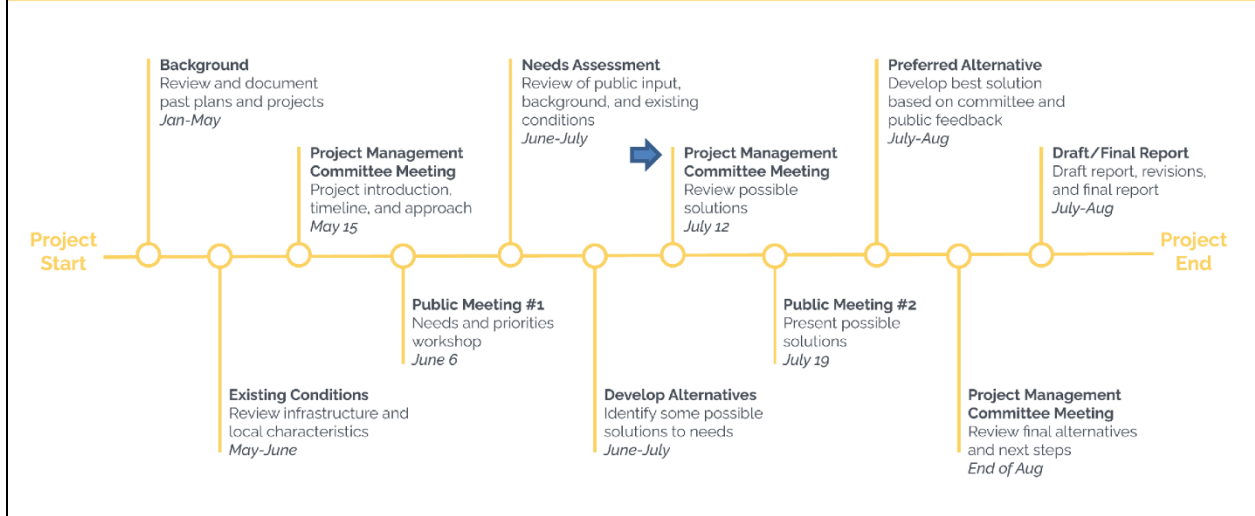 Project
Start
Background
Review and document
past plans and projects
Jan-May
Existing Conditions
Review infrastructure and
local characteristics
May-June
Project Management
Committee Meeting
Project introduction,
timeline, and approach
May 15
Public Meeting #1
Needs and priorities
workshop
June 6
Needs Assessment
Review of public input,
background, and existing
conditions
June-July
Develop Alternatives
Identify some possible
solutions to needs
June-July
Project Management
Committee Meeting
Review possible
solutions
July 12
Public Meeting #2
Present possible
solutions
July 19
Preferred Alternative
Develop best solution
based on committee and
public feedback
July-Aug
Project Management
Committee Meeting
Review final alternatives
and next steps
End of Aug
Draft/Final Report
Draft report, revisions,
and final report
July-Aug
Project
End